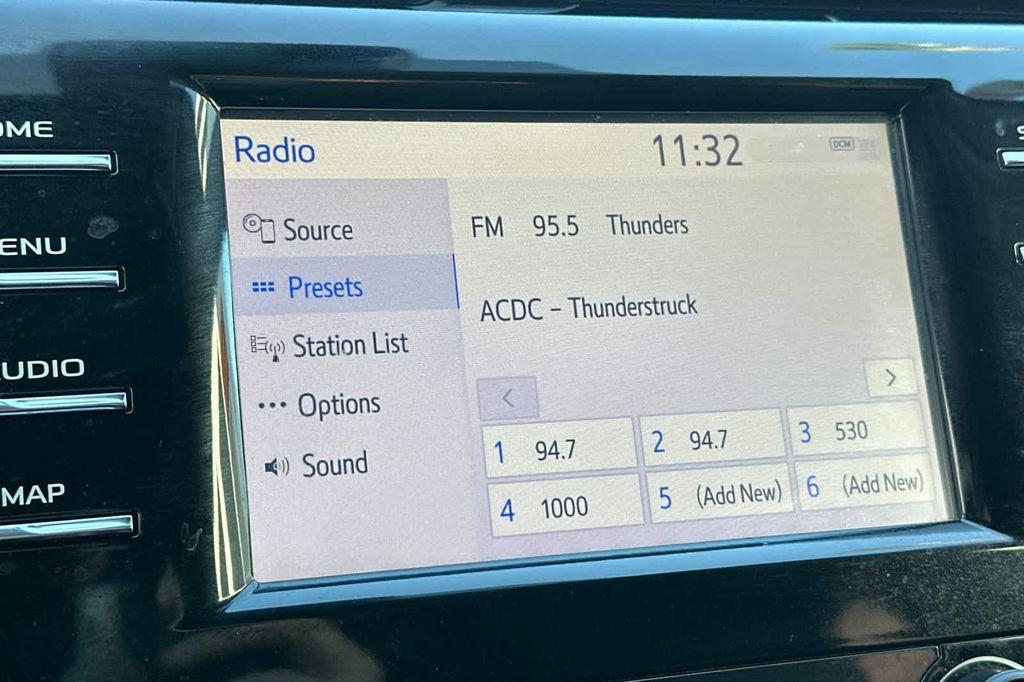 OME
ENU
UDIO
MAP
Radio
11:32
DCM
Source
Presets
Station List
Options
Sound
FM 95.5 Thunders
ACDC – Thunderstruck
<
>
1 94.7
2 94.7
3 530
4 1000
5 (Add New)
6 (Add New)
S